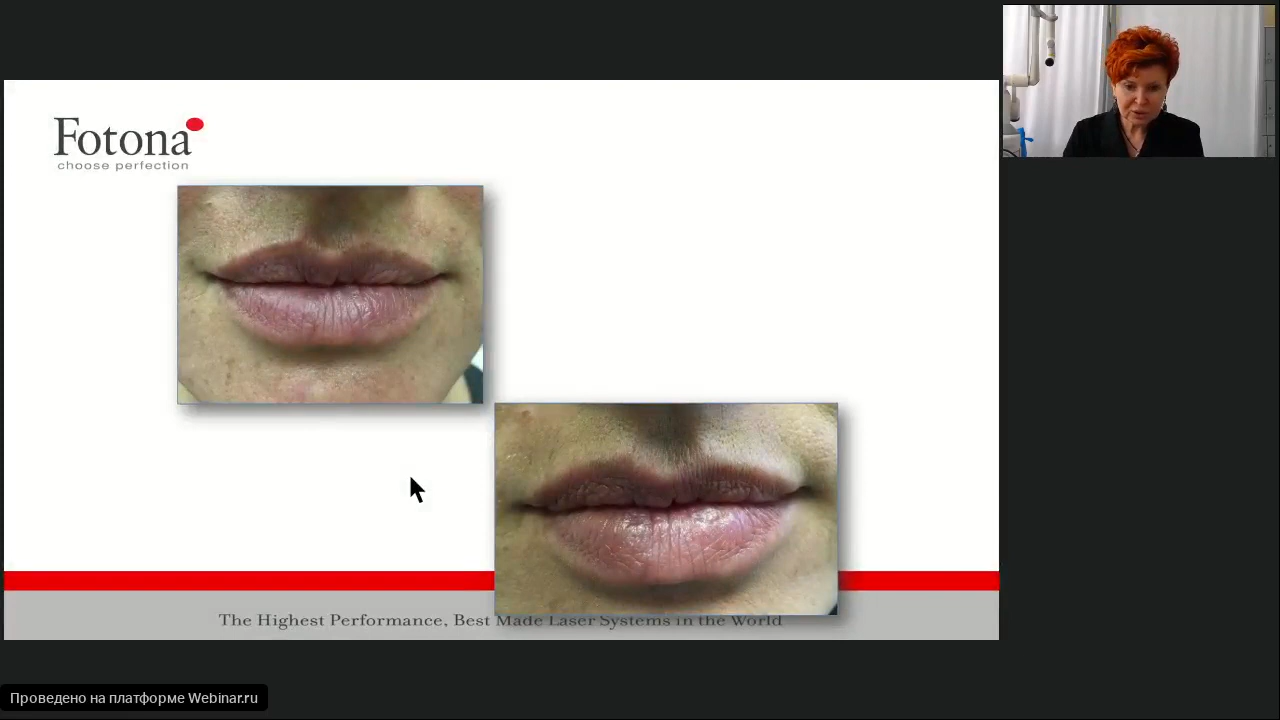 Fotona
choose perfection
The Highest Performance, Best Made Laser Systems in the World
Проведено на платформе Webinar.ru